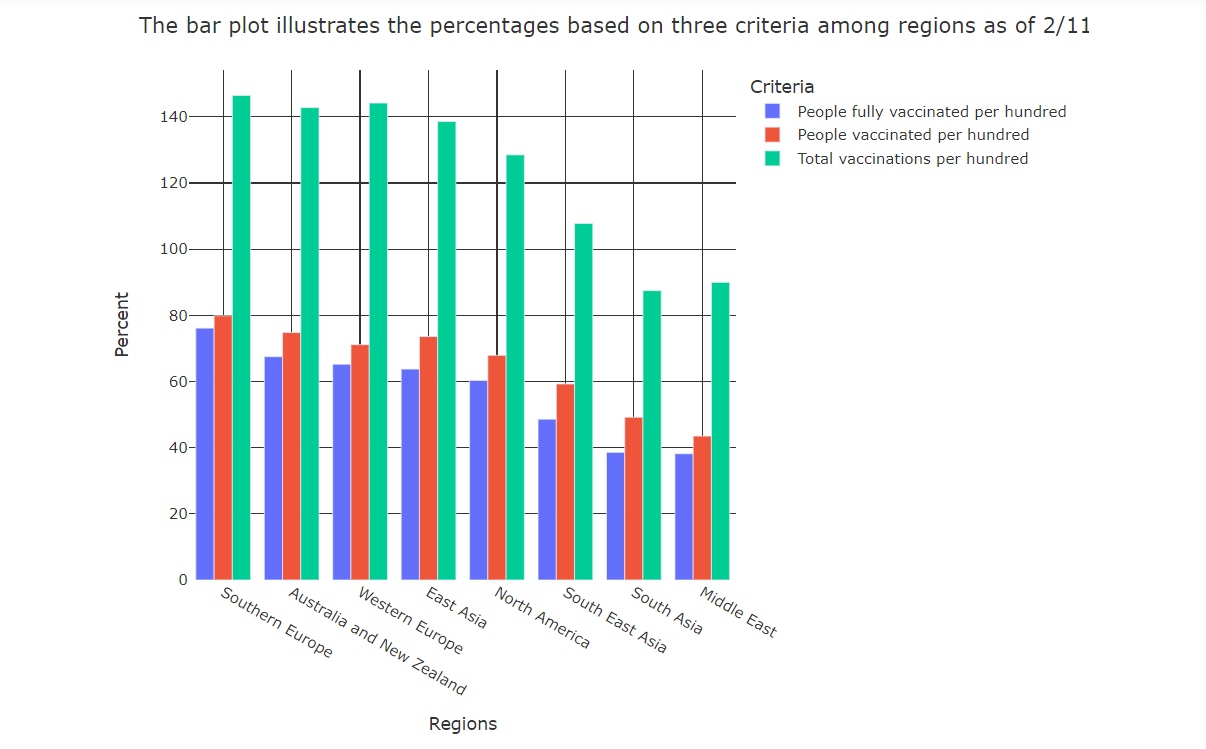 The bar plot illustrates the percentages based on three criteria among regions as of 2/11
Criteria
People fully vaccinated per hundred
People vaccinated per hundred
Total vaccinations per hundred
140
120
100
80
60
40
20
0
Percent
Southern Europe
Australia and New Zealand
Western Europe
East Asia
North America
South East Asia
South Asia
Middle East
Regions